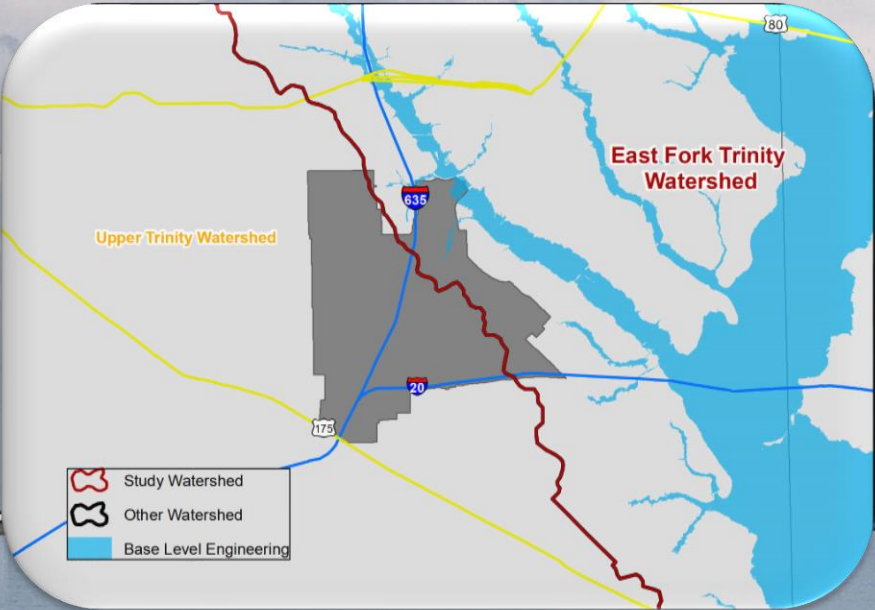 80
East Fork Trinity
Watershed
635
Upper Trinity Watershed
20
175
Study Watershed
Other Watershed
Base Level Engineering